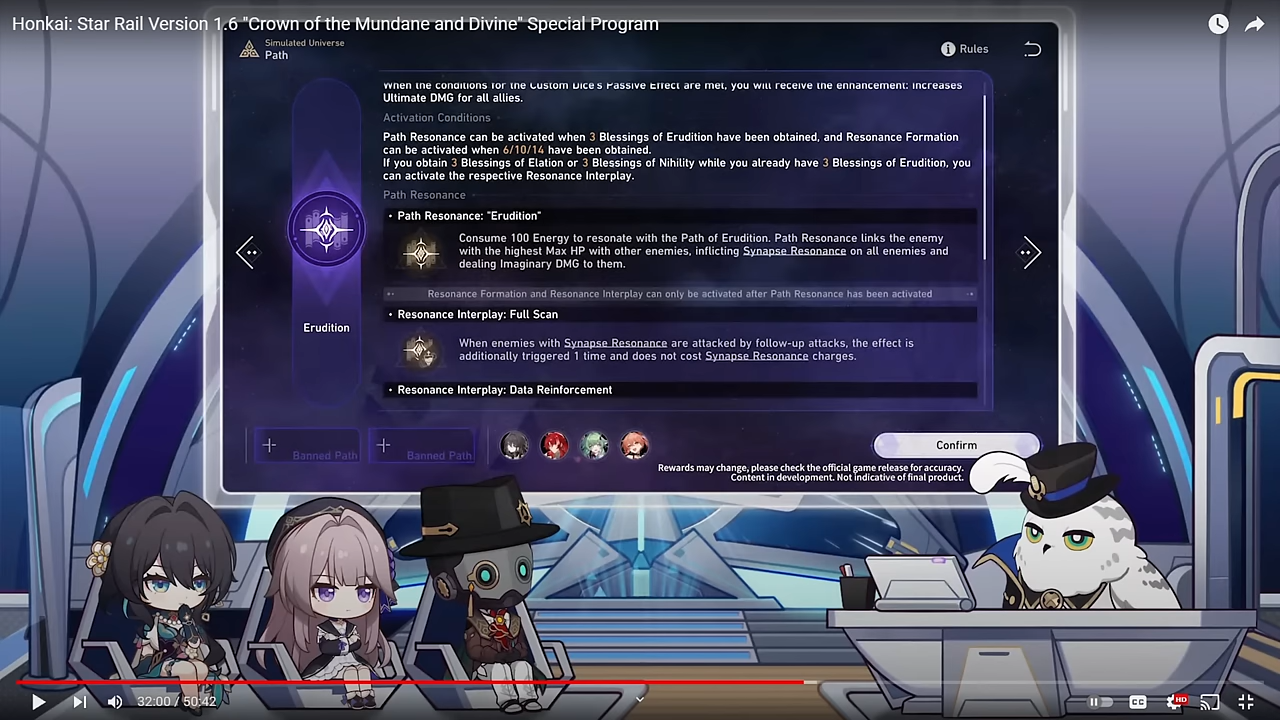 Honkai: Star Rail Version 1.6 "Crown of the Mundane and Divine" Special Program
Simulated Universe
Path
Rules
When the conditions for the Custom Dice's Passive Effect are met, you will receive the enhancement: Increases
Ultimate DMG for all allies.
Activation Conditions
Path Resonance can be activated when 3 Blessings of Erudition have been obtained, and Resonance Formation
can be activated when 6/10/14 have been obtained.
If you obtain 3 Blessings of Elation or 3 Blessings of Nihility while you already have 3 Blessings of Erudition, you
can activate the respective Resonance Interplay.
Path Resonance
• Path Resonance: "Erudition"
Consume 100 Energy to resonate with the Path of Erudition. Path Resonance links the enemy
with the highest Max HP with other enemies, inflicting Synapse Resonance on all enemies and
dealing Imaginary DMG to them.
Resonance Formation and Resonance Interplay can only be activated after Path Resonance has been activated
• Resonance Interplay: Full Scan
When enemies with Synapse Resonance are attacked by follow-up attacks, the effect is
additionally triggered 1 time and does not cost Synapse Resonance charges.
• Resonance Interplay: Data Reinforcement
Erudition
Banned Path
Banned Path
Confirm
Rewards may change, please check the official game release for accuracy.
Content in development. Not indicative of final product.
32:00 / 50:42
CC
HD